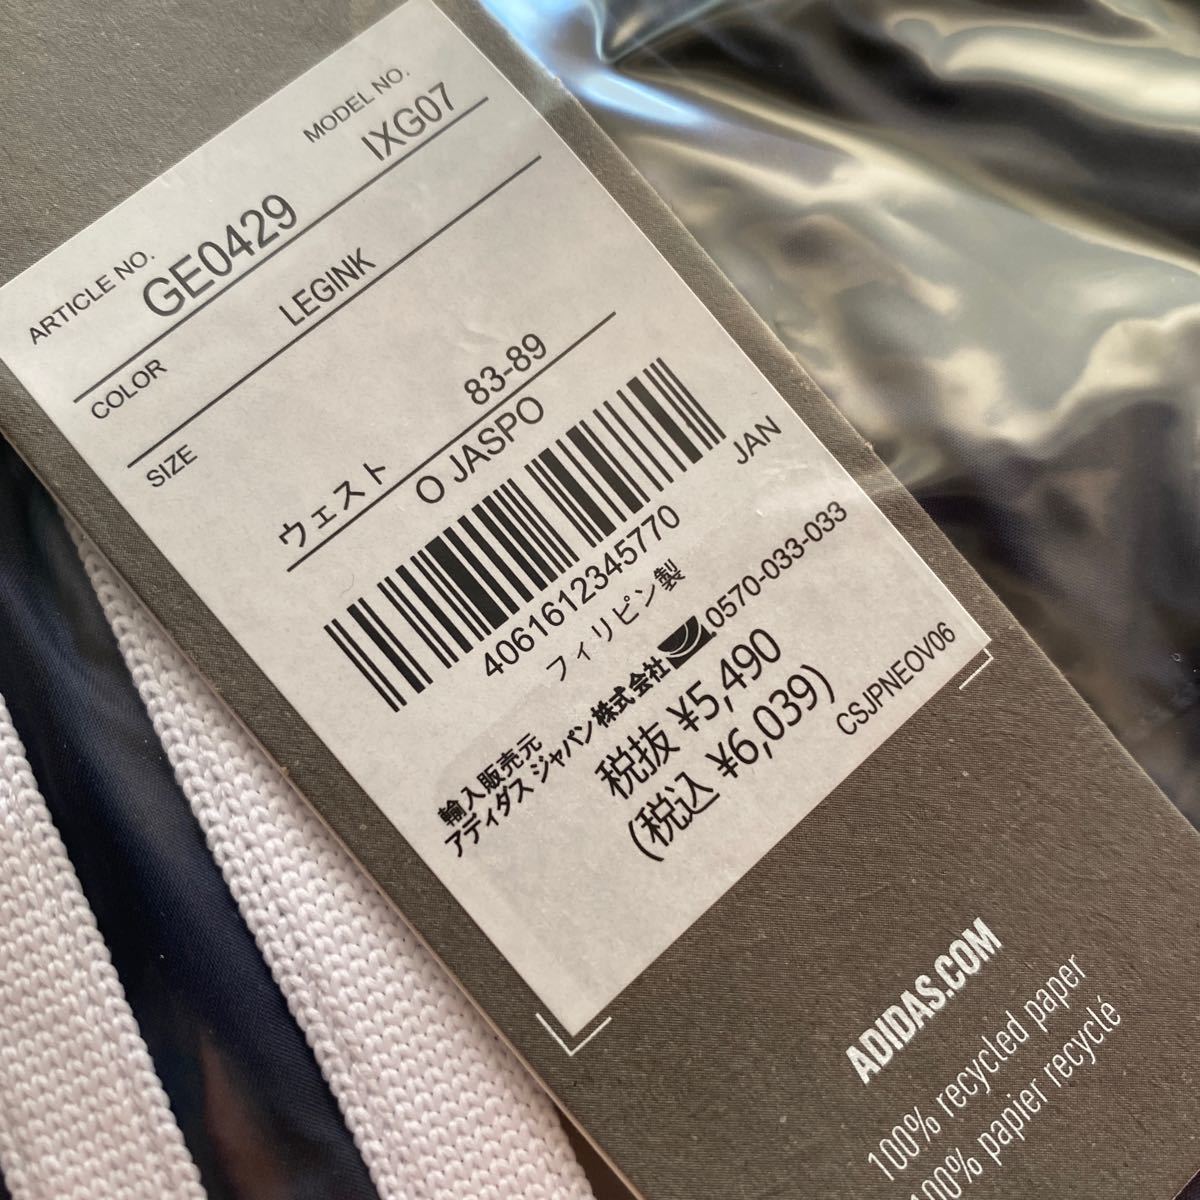 ARTICLE NO. MODEL NO.
GE0429 IXG07
COLOR LEGINK
SIZE ウェスト 83-89
O JASPO
JAN
4061612345770
フィリピン製
輸入販売元
アディダス ジャパン株式会社 0570-033-033
税抜 ¥5,490
(税込 ¥6,039)
CSJPNEOV06
ADIDAS.COM
100% recycled paper
100% papier recyclé